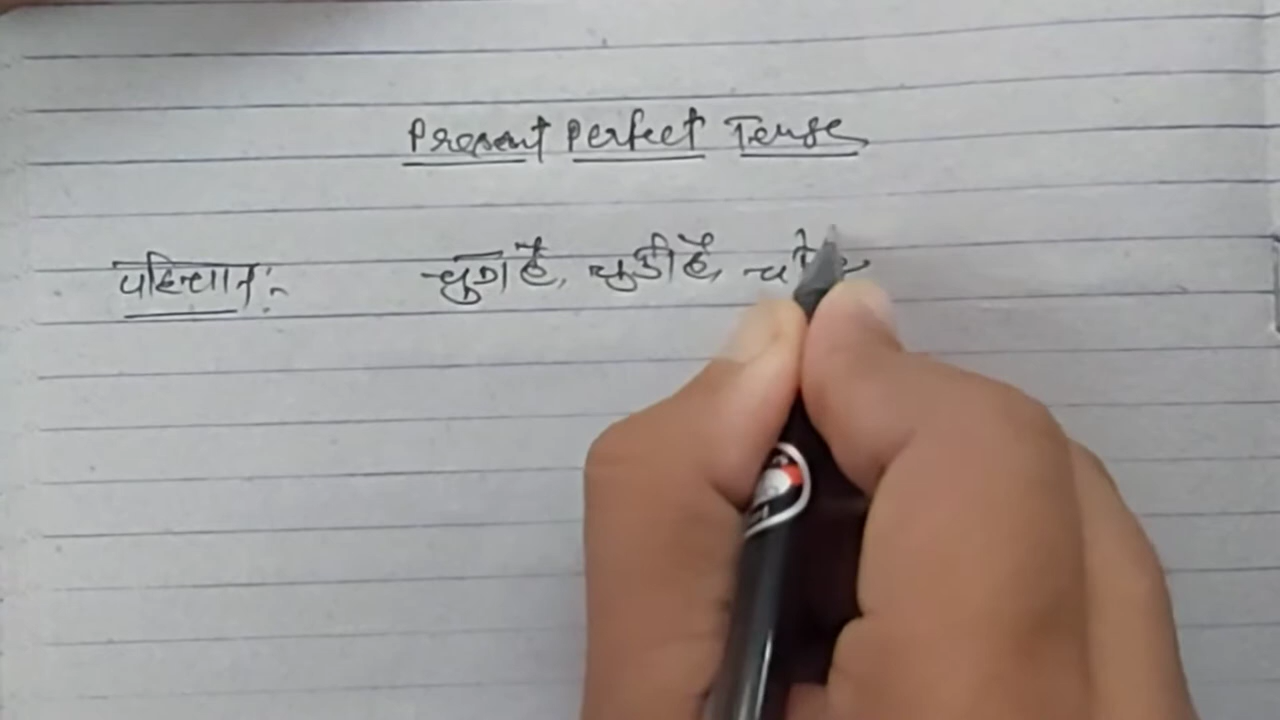 Present Perfect Tense
पहिचान :- चुका है, चुकी है,